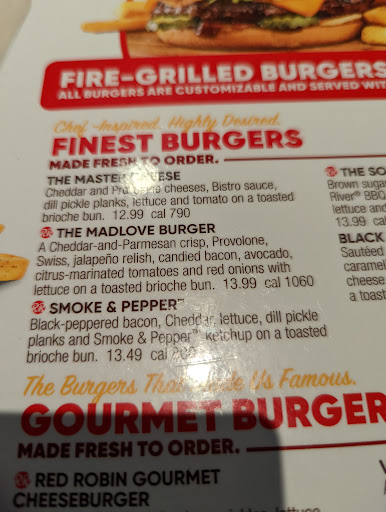 FIRE-GRILLED BURGERS
ALL BURGERS ARE CUSTOMIZABLE AND SERVED WIT
Chef-Inspired. Highly Desired.
FINEST BURGERS
MADE FRESH TO ORDER.
THE MASTER CHEESE
Cheddar and Provolone cheeses, Bistro sauce,
dill pickle planks, lettuce and tomato on a toasted
brioche bun. 12.99 cal 790
THE MADLOVE BURGER
A Cheddar-and-Parmesan crisp, Provolone,
Swiss, jalapeño relish, candied bacon, avocado,
citrus-marinated tomatoes and red onions with
lettuce on a toasted brioche bun. 13.99 cal 1060
SMOKE & PEPPER™
Black-peppered bacon, Cheddar, lettuce, dill pickle
planks and Smoke & Pepper™ ketchup on a toasted
brioche bun. 13.49 cal
THE SO
Brown suga
River® BBQ
lettuce and
13.99 cal
BLACK
Sautéed
caramel
cheese
a toast
The Burgers That Made Us Famous.
GOURMET BURGER
MADE FRESH TO ORDER.
RED ROBIN GOURMET
CHEESEBURGER